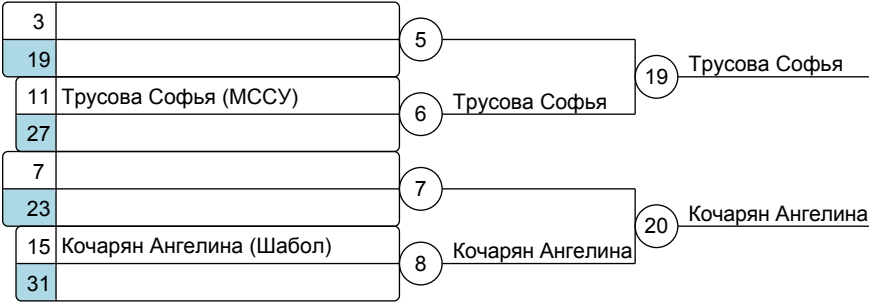 3
5
19
19 Трусова Софья
11 Трусова Софья (МССУ)
6 Трусова Софья
27
7
7
23
20 Кочарян Ангелина
15 Кочарян Ангелина (Шабол)
8 Кочарян Ангелина
31